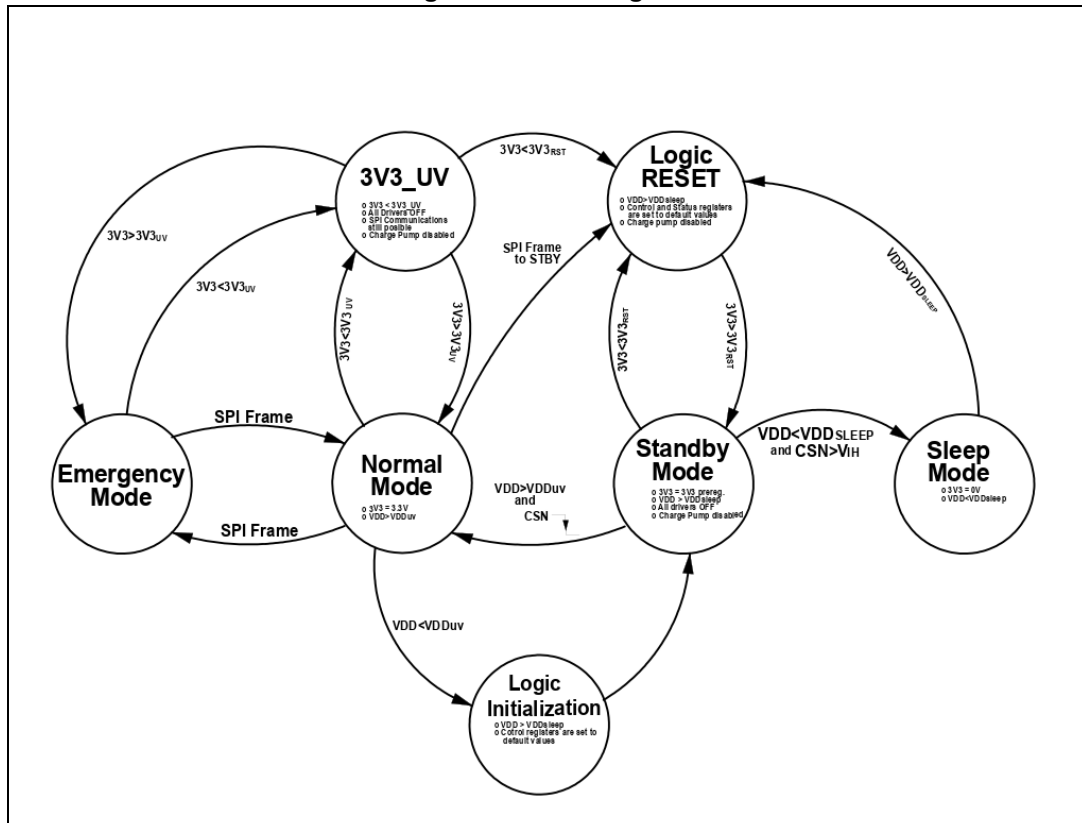 3V3_UV
o 3V3 < 3V3_UV
o All Drivers OFF
o SPI Communications
still posible
o Charge Pump disabled
3V3<3V3RST
Logic
RESET
o VDD>VDDsleep
o Control and Status registers
are set to default values
o Charge pump disabled
3V3>3V3UV
3V3<3V3UV
SPI Frame
to STBY
VDD>VDDSLEEP
3V3<3V3UV
3V3>3V3UV
3V3<3V3RST
3V3>3V3RST
Emergency
Mode
SPI Frame
SPI Frame
Normal
Mode
o 3V3 = 3.3V
o VDD>VDDuv
VDD>VDDuv
and
CSN
Standby
Mode
o 3V3 = 3V3 prereg.
o VDD > VDDsleep
o All drivers OFF
o Charge Pump disabled
VDD<VDDSLEEP
and CSN>VIH
Sleep
Mode
o 3V3 = 0V
o VDD<VDDsleep
VDD<VDDuv
Logic
Initialization
o VDD > VDDsleep
o Cotrol registers are set to
default values